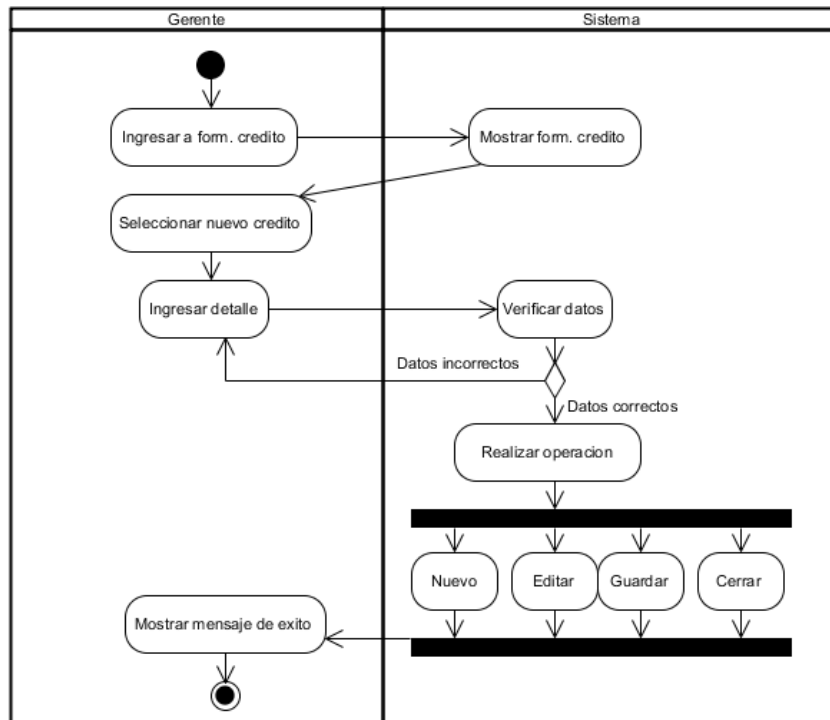 Gerente
Sistema
Ingresar a form. credito
Mostrar form. credito
Seleccionar nuevo credito
Ingresar detalle
Verificar datos
Datos incorrectos
Datos correctos
Realizar operacion
Nuevo
Editar
Guardar
Cerrar
Mostrar mensaje de exito